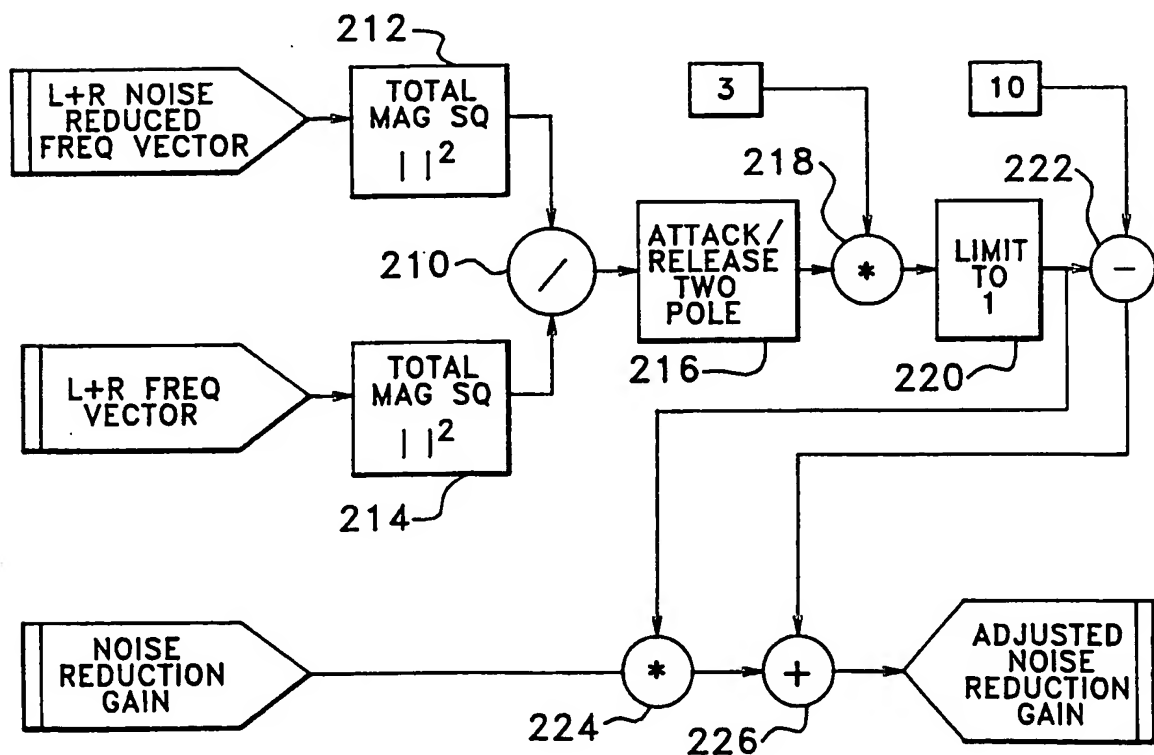 212
L+R NOISE
REDUCED
FREQ VECTOR
TOTAL
MAG SQ
| |²
3
10
218
222
210
/
ATTACK/
RELEASE
TWO
POLE
*
LIMIT
TO
1
−
216
220
L+R FREQ
VECTOR
TOTAL
MAG SQ
| |²
214
NOISE
REDUCTION
GAIN
*
+
ADJUSTED
NOISE
REDUCTION
GAIN
224
226